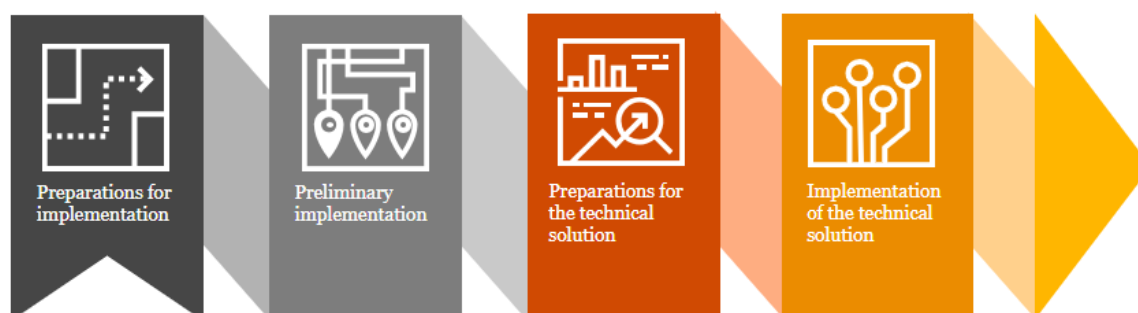 Preparations for
implementation
Preliminary
implementation
Preparations for
the technical
solution
Implementation
of the technical
solution